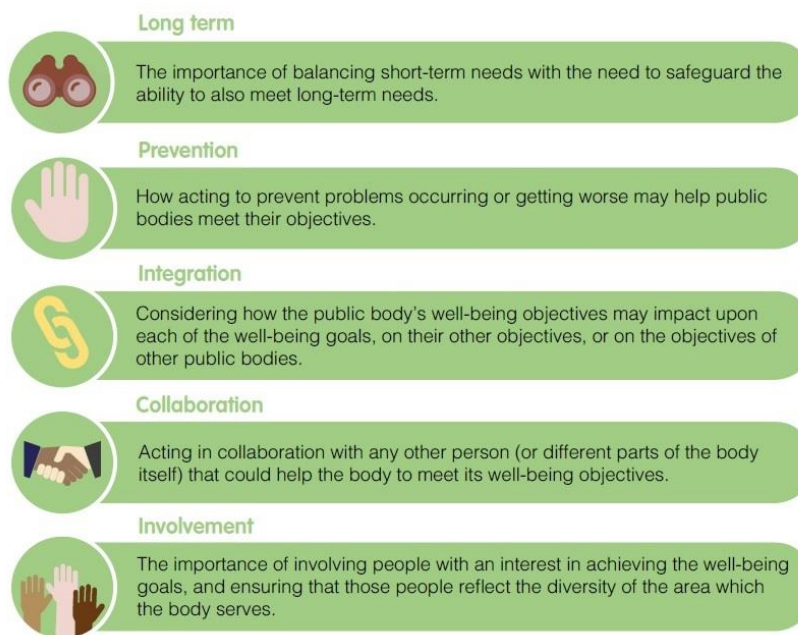 Long term
The importance of balancing short-term needs with the need to safeguard the
ability to also meet long-term needs.
Prevention
How acting to prevent problems occurring or getting worse may help public
bodies meet their objectives.
Integration
Considering how the public body's well-being objectives may impact upon
each of the well-being goals, on their other objectives, or on the objectives of
other public bodies.
Collaboration
Acting in collaboration with any other person (or different parts of the body
itself) that could help the body to meet its well-being objectives.
Involvement
The importance of involving people with an interest in achieving the well-being
goals, and ensuring that those people reflect the diversity of the area which
the body serves.